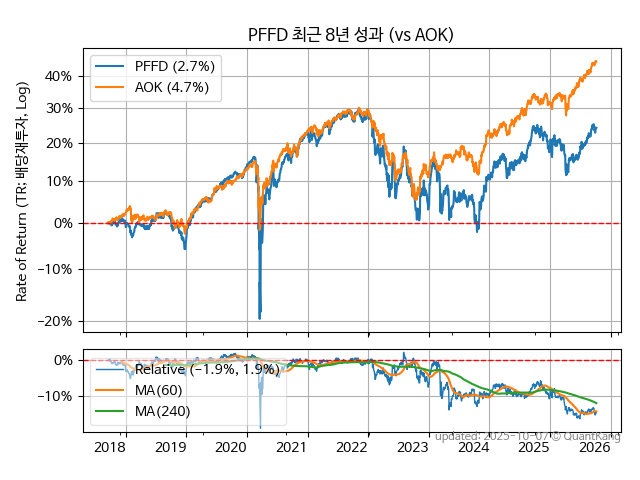 PFFD 최근 8년 성과 (vs AOK)
Rate of Return (TR: 배당재투자, Log)
PFFD (2.7%)
AOK (4.7%)
40%
30%
20%
10%
0%
−10%
−20%
0%
−10%
Relative (−1.9%, 1.9%)
MA(60)
MA(240)
updated: 2025-10-07 © QuantKang
2018 2019 2020 2021 2022 2023 2024 2025 2026